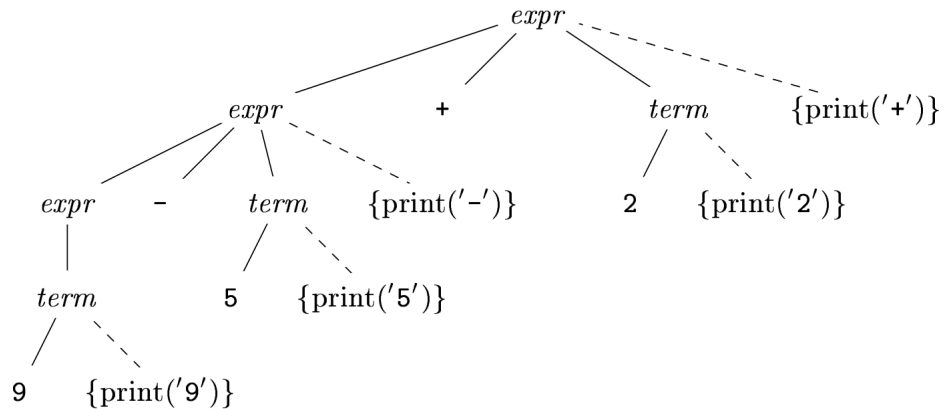 expr
expr + term {print('+')}
expr - term {print('-')} 2 {print('2')}
term 5 {print('5')}
9 {print('9')}